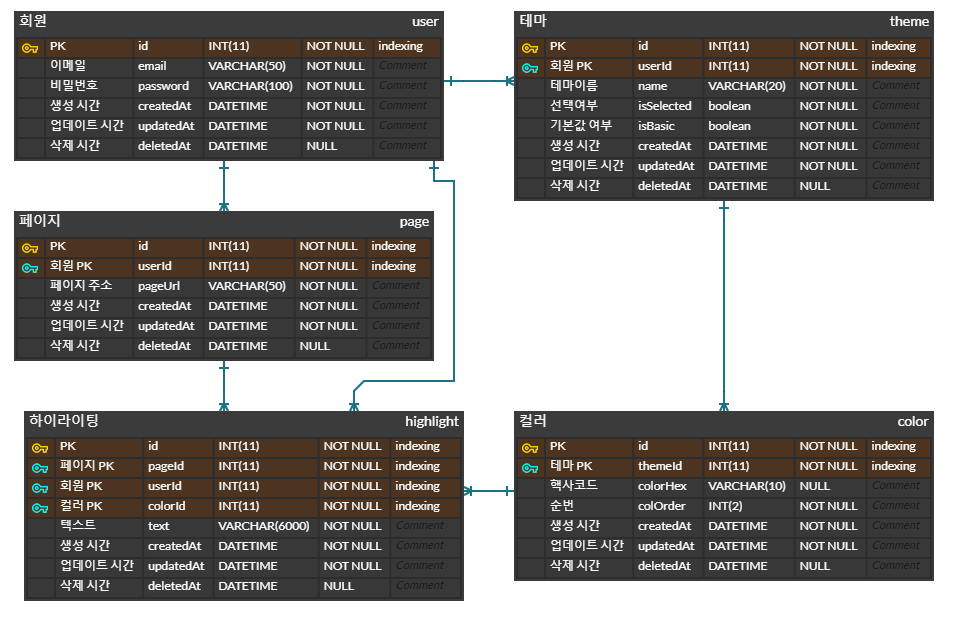 회원 user
PK id INT(11) NOT NULL indexing
이메일 email VARCHAR(50) NOT NULL Comment
비밀번호 password VARCHAR(100) NOT NULL Comment
생성 시간 createdAt DATETIME NOT NULL Comment
업데이트 시간 updatedAt DATETIME NOT NULL Comment
삭제 시간 deletedAt DATETIME NULL Comment
테마 theme
PK id INT(11) NOT NULL indexing
회원 PK userId INT(11) NOT NULL indexing
테마이름 name VARCHAR(20) NOT NULL Comment
선택여부 isSelected boolean NOT NULL Comment
기본값 여부 isBasic boolean NOT NULL Comment
생성 시간 createdAt DATETIME NOT NULL Comment
업데이트 시간 updatedAt DATETIME NOT NULL Comment
삭제 시간 deletedAt DATETIME NULL Comment
페이지 page
PK id INT(11) NOT NULL indexing
회원 PK userId INT(11) NOT NULL indexing
페이지 주소 pageUrl VARCHAR(50) NOT NULL Comment
생성 시간 createdAt DATETIME NOT NULL Comment
업데이트 시간 updatedAt DATETIME NOT NULL Comment
삭제 시간 deletedAt DATETIME NULL Comment
하이라이팅 highlight
PK id INT(11) NOT NULL indexing
페이지 PK pageId INT(11) NOT NULL indexing
회원 PK userId INT(11) NOT NULL indexing
컬러 PK colorId INT(11) NOT NULL indexing
텍스트 text VARCHAR(6000) NOT NULL Comment
생성 시간 createdAt DATETIME NOT NULL Comment
업데이트 시간 updatedAt DATETIME NOT NULL Comment
삭제 시간 deletedAt DATETIME NULL Comment
컬러 color
PK id INT(11) NOT NULL indexing
테마 PK themeId INT(11) NOT NULL indexing
헥사코드 colorHex VARCHAR(10) NULL Comment
순번 colOrder INT(2) NOT NULL Comment
생성 시간 createdAt DATETIME NOT NULL Comment
업데이트 시간 updatedAt DATETIME NOT NULL Comment
삭제 시간 deletedAt DATETIME NULL Comment